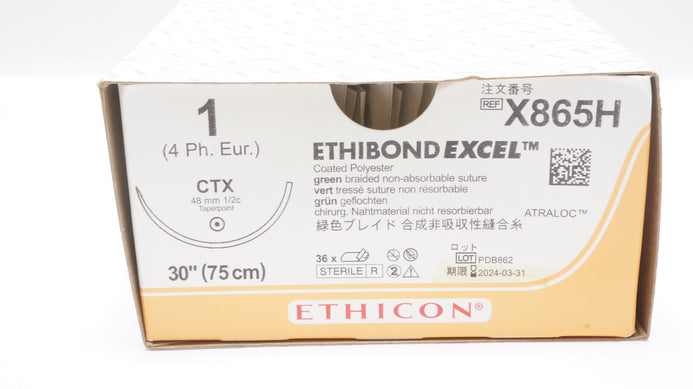 1
(4 Ph. Eur.)
CTX
48 mm 1/2c
Taperpoint
30" (75 cm)
注文番号
REF X865H
ETHIBOND EXCEL™
Coated Polyester
green braided non-absorbable suture
vert tressé suture non résorbable
grün geflochten
chirurg. Nahtmaterial nicht resorbierbar
緑色ブレイド 合成非吸収性縫合糸
ATRALOC™
36 x
STERILE R
2
ロット
LOT PDB862
期限 2024-03-31
ETHICON®